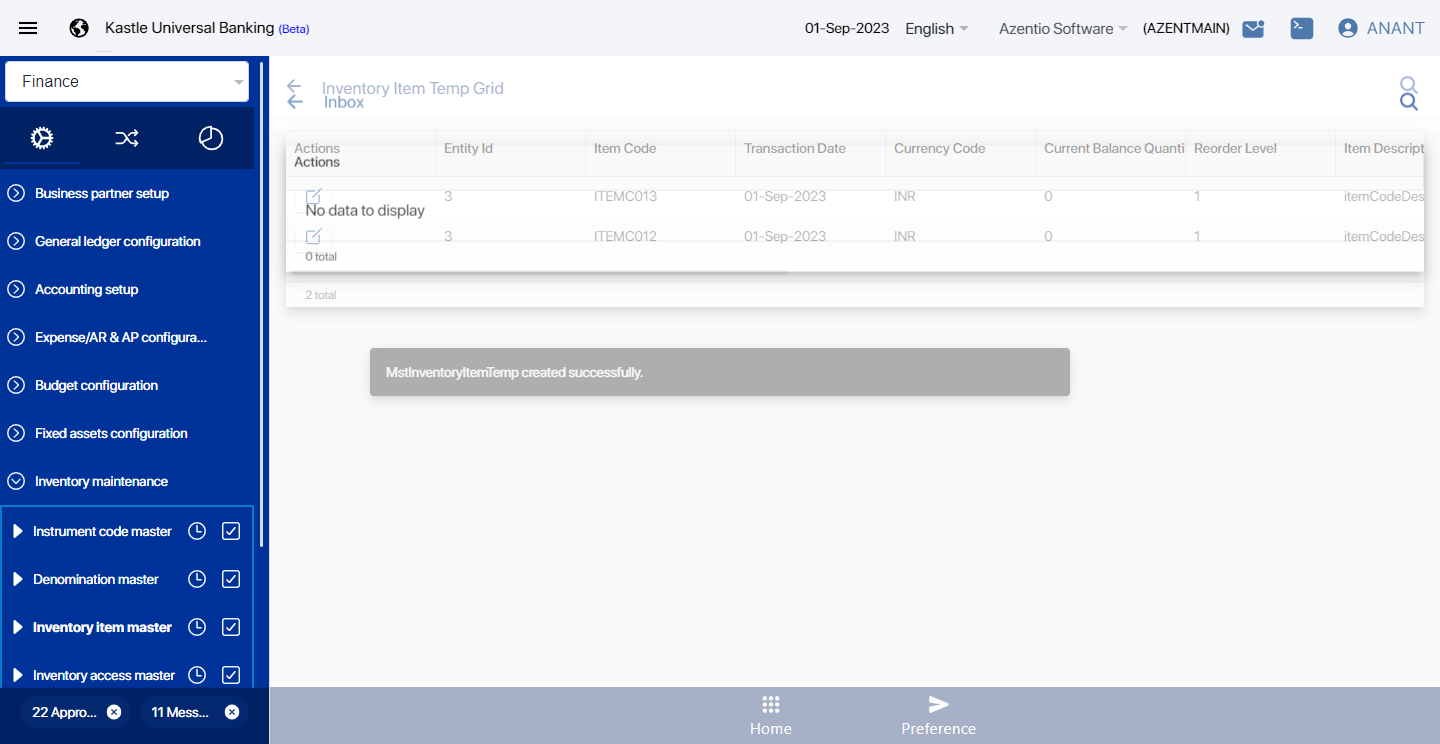 Kastle Universal Banking (Beta)
01-Sep-2023
English
Azentio Software
(AZENTMAIN)
ANANT
Finance
Business partner setup
General ledger configuration
Accounting setup
Expense/AR & AP configura...
Budget configuration
Fixed assets configuration
Inventory maintenance
Instrument code master
Denomination master
Inventory item master
Inventory access master
22 Appro...
11 Mess...
Inventory Item Temp Grid
Inbox
Actions Entity Id Item Code Transaction Date Currency Code Current Balance Quanti Reorder Level Item Descript
Actions
3 ITEMC013 01-Sep-2023 INR 0 1 itemCodeDes
No data to display
3 ITEMC012 01-Sep-2023 INR 0 1 itemCodeDes
0 total
2 total
MstInventoryItemTemp created successfully.
Home
Preference